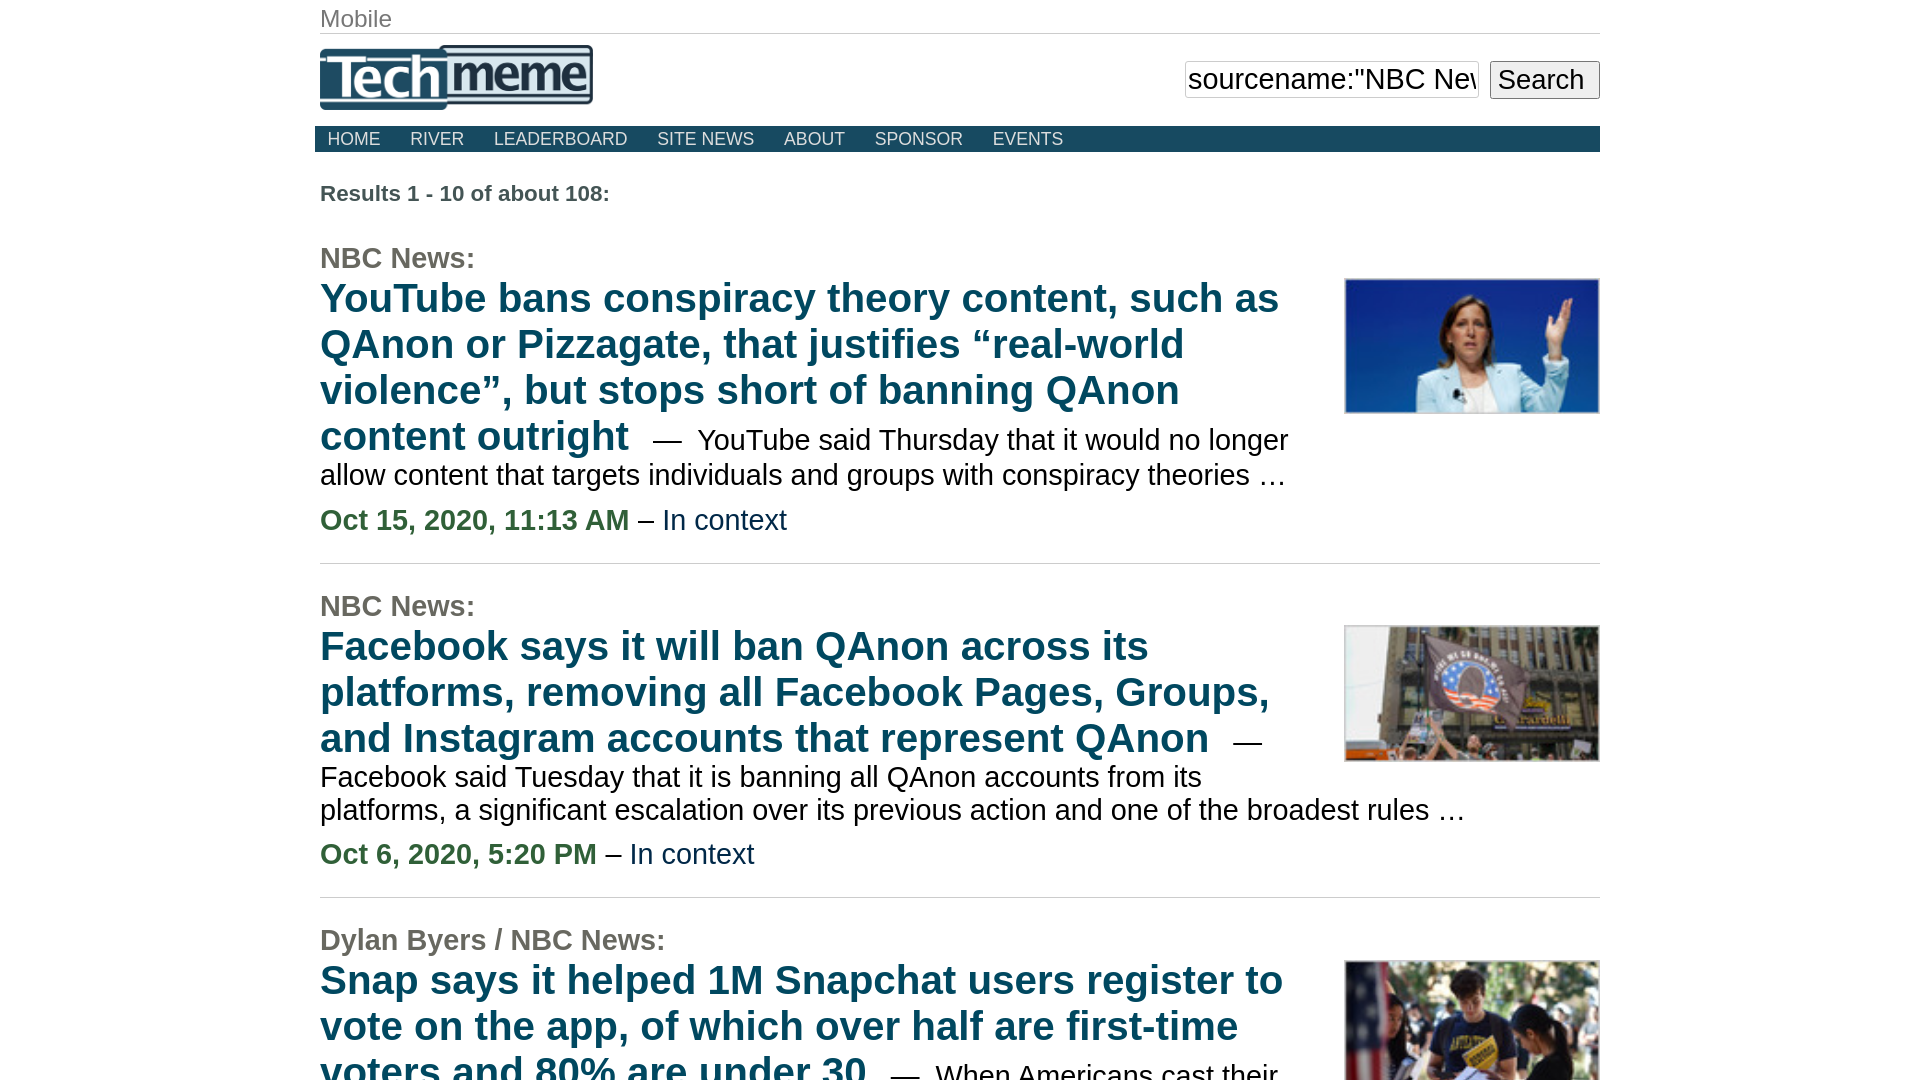 Mobile
Techmeme
sourcename:"NBC New
Search
HOME RIVER LEADERBOARD SITE NEWS ABOUT SPONSOR EVENTS
Results 1 - 10 of about 108:
NBC News:
YouTube bans conspiracy theory content, such as
QAnon or Pizzagate, that justifies “real-world
violence”, but stops short of banning QAnon
content outright — YouTube said Thursday that it would no longer
allow content that targets individuals and groups with conspiracy theories …
Oct 15, 2020, 11:13 AM – In context
NBC News:
Facebook says it will ban QAnon across its
platforms, removing all Facebook Pages, Groups,
and Instagram accounts that represent QAnon —
Facebook said Tuesday that it is banning all QAnon accounts from its
platforms, a significant escalation over its previous action and one of the broadest rules …
Oct 6, 2020, 5:20 PM – In context
Dylan Byers / NBC News:
Snap says it helped 1M Snapchat users register to
vote on the app, of which over half are first-time
voters and 80% are under 30 — When Americans cast their